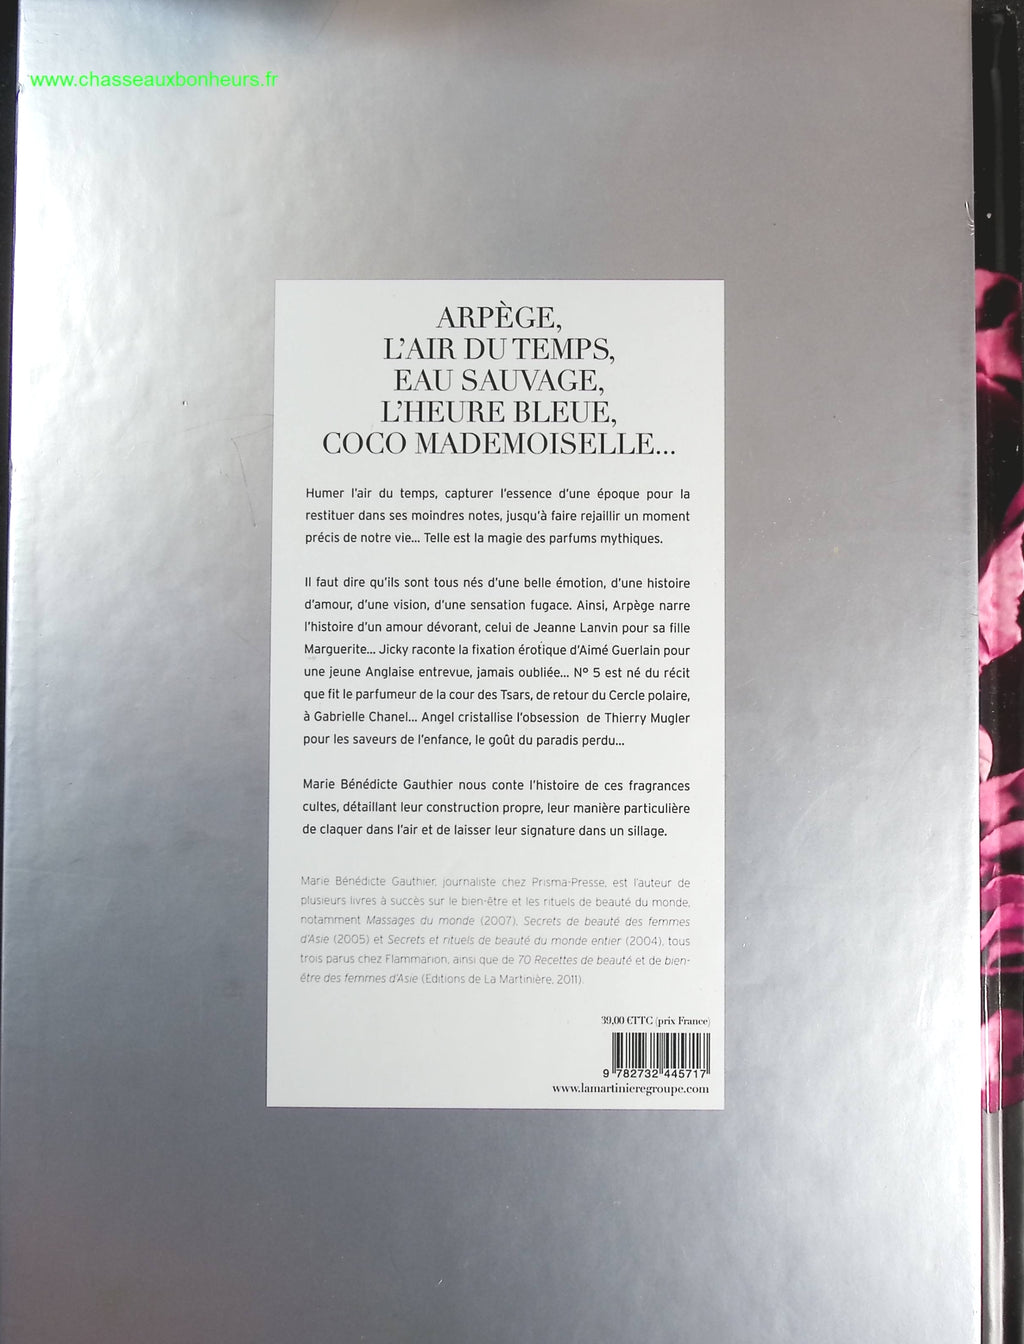 www.chasseauxbonheurs.fr
ARPÈGE,
L'AIR DU TEMPS,
EAU SAUVAGE,
L'HEURE BLEUE,
COCO MADEMOISELLE...
Humer l'air du temps, capturer l'essence d'une époque pour la
restituer dans ses moindres notes, jusqu'à faire rejaillir un moment
précis de notre vie... Telle est la magie des parfums mythiques.
Il faut dire qu'ils sont tous nés d'une belle émotion, d'une histoire
d'amour, d'une vision, d'une sensation fugace. Ainsi, Arpège narre
l'histoire d'un amour dévorant, celui de Jeanne Lanvin pour sa fille
Marguerite... Jicky raconte la fixation érotique d'Aimé Guerlain pour
une jeune Anglaise entrevue, jamais oubliée... N° 5 est né du récit
que fit le parfumeur de la cour des Tsars, de retour du Cercle polaire,
à Gabrielle Chanel... Angel cristallise l'obsession de Thierry Mugler
pour les saveurs de l'enfance, le goût du paradis perdu...
Marie Bénédicte Gauthier nous conte l'histoire de ces fragrances
cultes, détaillant leur construction propre, leur manière particulière
de claquer dans l'air et de laisser leur signature dans un sillage.
Marie Bénédicte Gauthier, journaliste chez Prisma-Presse, est l'auteur de
plusieurs livres à succès sur le bien-être et les rituels de beauté du monde,
notamment Massages du monde (2007), Secrets de beauté des femmes
d'Asie (2005) et Secrets et rituels de beauté du monde entier (2004), tous
trois parus chez Flammarion, ainsi que de 70 Recettes de beauté et de bien-
être des femmes d'Asie (Editions de La Martinière, 2011).
39,00 €TTC (prix France)
9 782732 445717
www.lamartinieregroupe.com